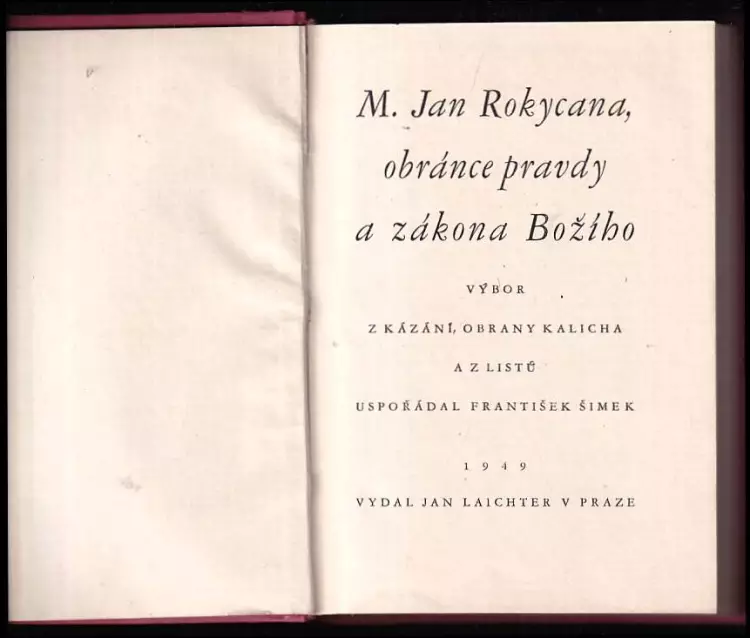 M. Jan Rokycana,
obránce pravdy
a zákona Božího
VÝBOR
Z KÁZÁNÍ, OBRANY KALICHA
A Z LISTŮ
USPOŘÁDAL FRANTIŠEK ŠIMEK
1949
VYDAL JAN LAICHTER V PRAZE